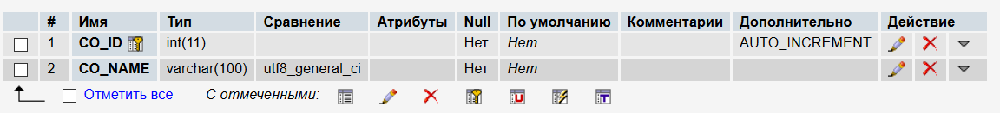 # Имя Тип Сравнение Атрибуты Null По умолчанию Комментарии Дополнительно Действие
1 CO_ID int(11) Нет Нет AUTO_INCREMENT
2 CO_NAME varchar(100) utf8_general_ci Нет Нет
Отметить все С отмеченными: U T